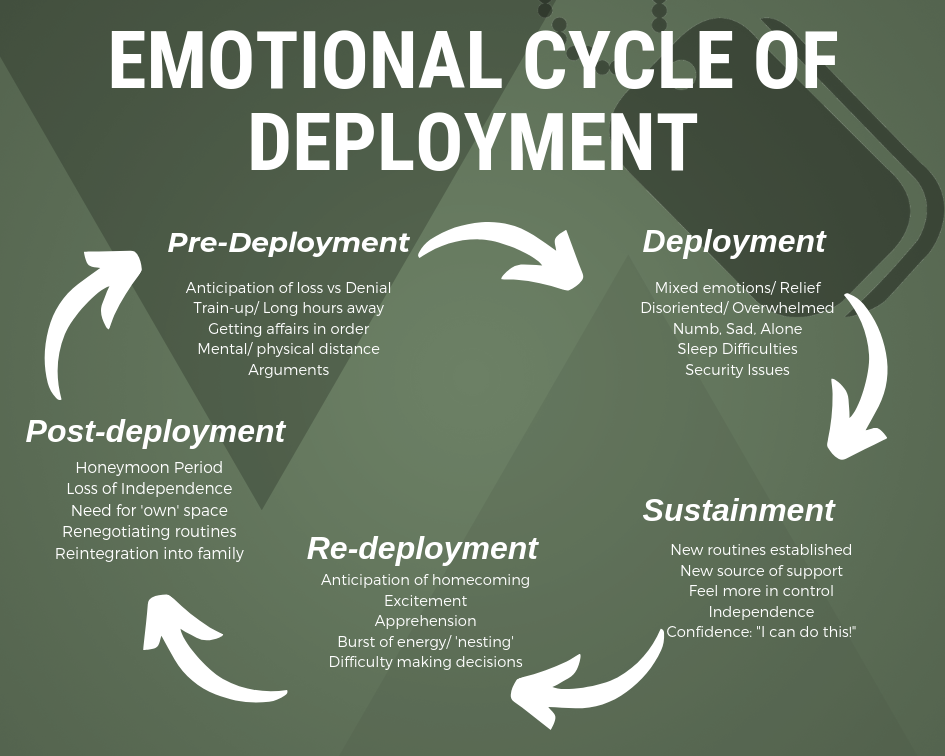 EMOTIONAL CYCLE OF
DEPLOYMENT
Pre-Deployment
Anticipation of loss vs Denial
Train-up/ Long hours away
Getting affairs in order
Mental/ physical distance
Arguments
Deployment
Mixed emotions/ Relief
Disoriented/ Overwhelmed
Numb, Sad, Alone
Sleep Difficulties
Security Issues
Sustainment
New routines established
New source of support
Feel more in control
Independence
Confidence: "I can do this!"
Re-deployment
Anticipation of homecoming
Excitement
Apprehension
Burst of energy/ 'nesting'
Difficulty making decisions
Post-deployment
Honeymoon Period
Loss of Independence
Need for 'own' space
Renegotiating routines
Reintegration into family